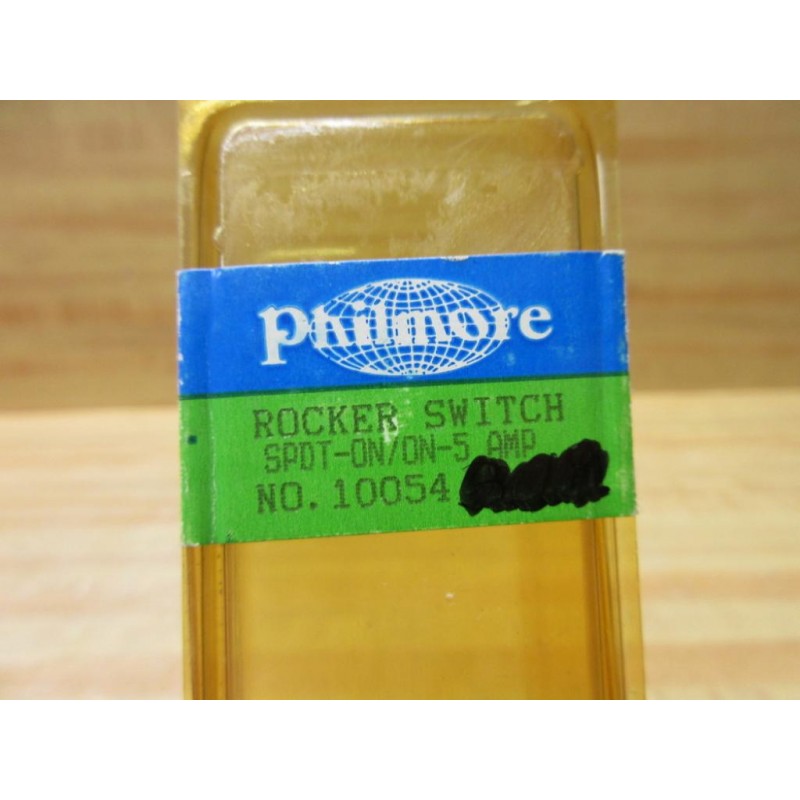 philmore
ROCKER SWITCH
SPDT-ON/ON-5 AMP
NO. 10054